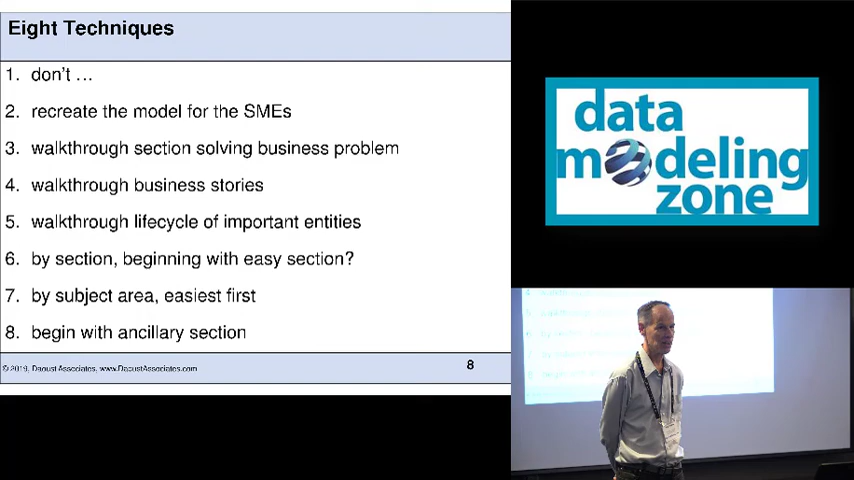 Eight Techniques
1. don't …
2. recreate the model for the SMEs
3. walkthrough section solving business problem
4. walkthrough business stories
5. walkthrough lifecycle of important entities
6. by section, beginning with easy section?
7. by subject area, easiest first
8. begin with ancillary section
© 2019, Daoust Associates, www.DaoustAssociates.com
8
data
modeling
zone